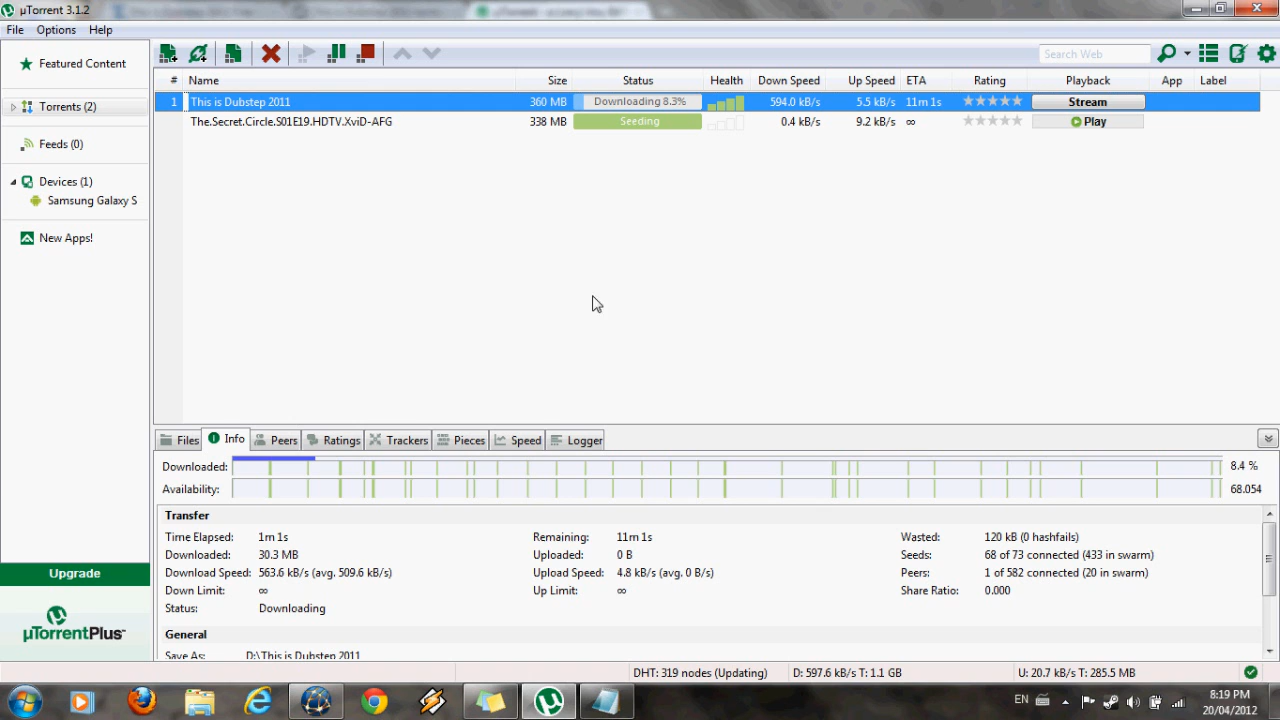 µTorrent 3.1.2
File Options Help
Featured Content
Torrents (2)
Feeds (0)
Devices (1)
Samsung Galaxy S
New Apps!
Upgrade
µTorrentPlus
Search Web
# Name Size Status Health Down Speed Up Speed ETA Rating Playback App Label
1 This is Dubstep 2011 360 MB Downloading 8.3% 594.0 kB/s 5.5 kB/s 11m 1s Stream
The.Secret.Circle.S01E19.HDTV.XviD-AFG 338 MB Seeding 0.4 kB/s 9.2 kB/s ∞ Play
Files Info Peers Ratings Trackers Pieces Speed Logger
Downloaded: 8.4 %
Availability: 68.054
Transfer
Time Elapsed: 1m 1s Remaining: 11m 1s Wasted: 120 kB (0 hashfails)
Downloaded: 30.3 MB Uploaded: 0 B Seeds: 68 of 73 connected (433 in swarm)
Download Speed: 563.6 kB/s (avg. 509.6 kB/s) Upload Speed: 4.8 kB/s (avg. 0 B/s) Peers: 1 of 582 connected (20 in swarm)
Down Limit: ∞ Up Limit: ∞ Share Ratio: 0.000
Status: Downloading
General
Save As: D:\This is Dubstep 2011
DHT: 319 nodes (Updating) D: 597.6 kB/s T: 1.1 GB U: 20.7 kB/s T: 285.5 MB
EN 8:19 PM
20/04/2012